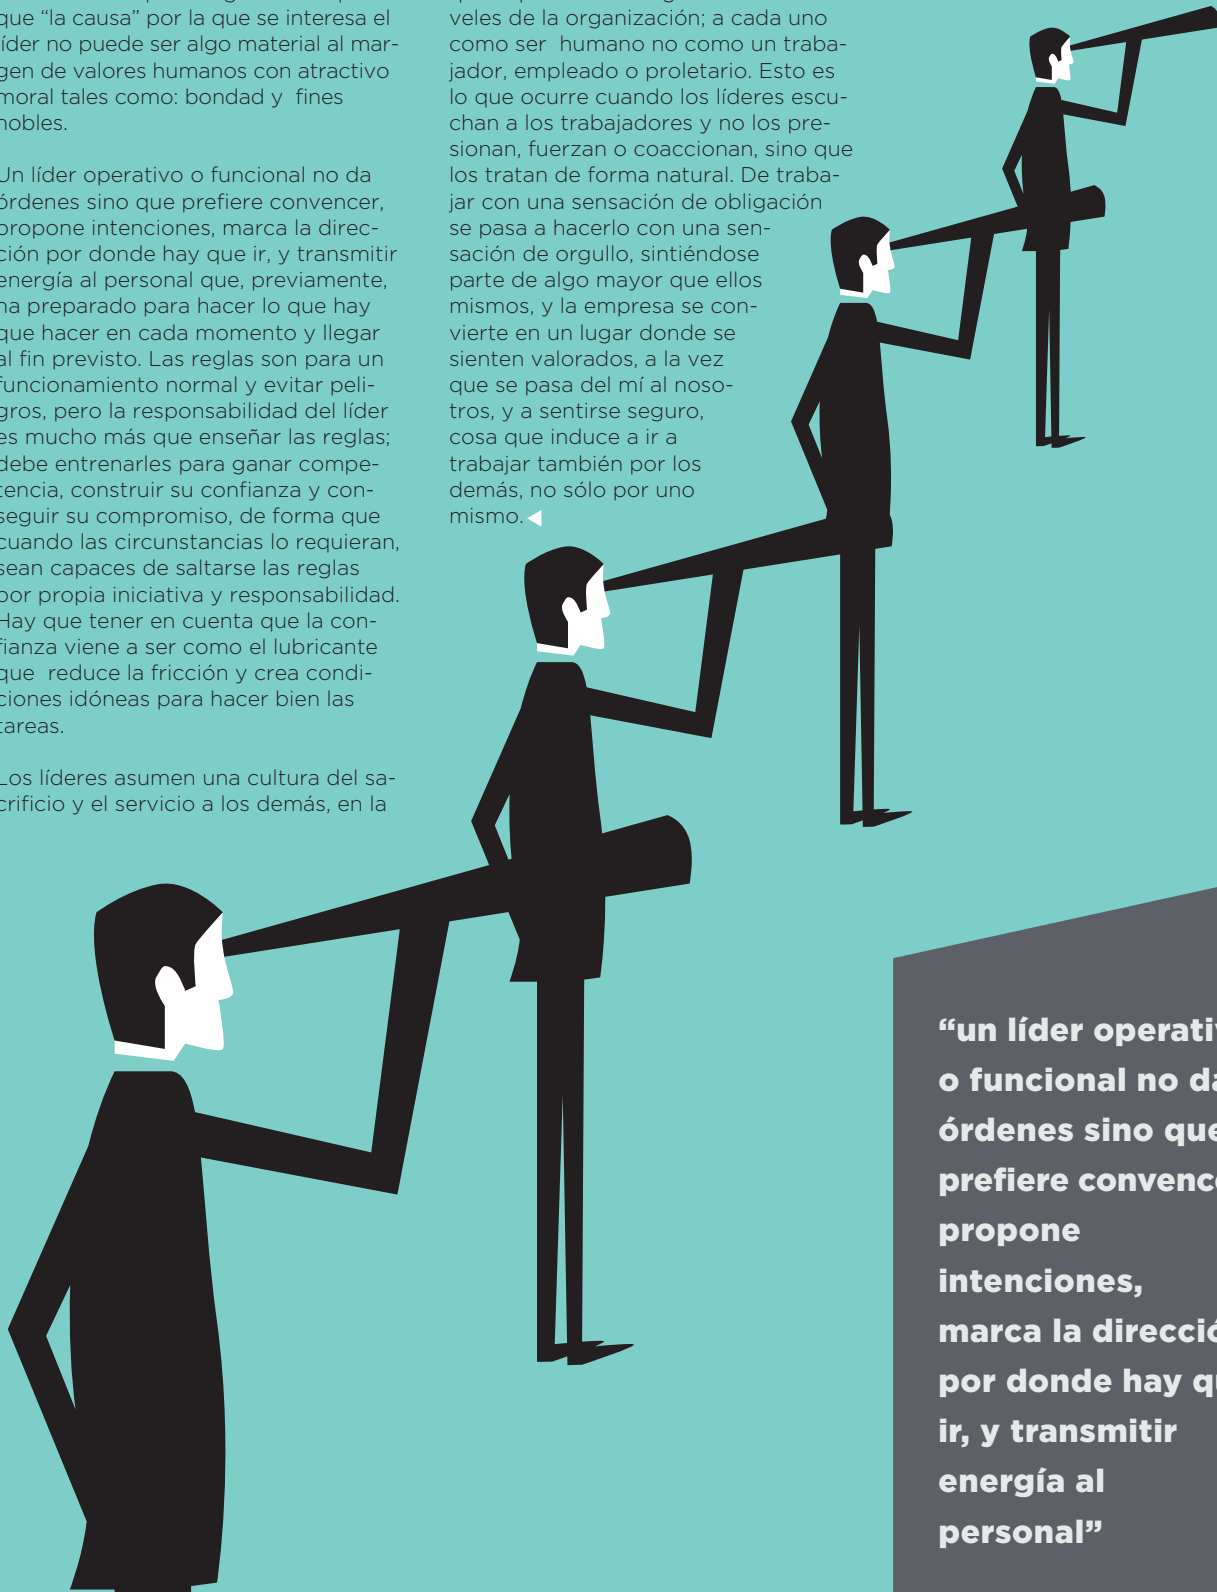 que “la causa” por la que se interesa el
líder no puede ser algo material al mar-
gen de valores humanos con atractivo
moral tales como: bondad y fines
nobles.
Un líder operativo o funcional no da
órdenes sino que prefiere convencer,
propone intenciones, marca la direc-
ción por donde hay que ir, y transmitir
energía al personal que, previamente,
ha preparado para hacer lo que hay
que hacer en cada momento y llegar
al fin previsto. Las reglas son para un
funcionamiento normal y evitar peli-
gros, pero la responsabilidad del líder
es mucho más que enseñar las reglas;
debe entrenarles para ganar compe-
tencia, construir su confianza y con-
seguir su compromiso, de forma que
cuando las circunstancias lo requieran,
sean capaces de saltarse las reglas
por propia iniciativa y responsabilidad.
Hay que tener en cuenta que la con-
fianza viene a ser como el lubricante
que reduce la fricción y crea condi-
ciones idóneas para hacer bien las
tareas.
Los líderes asumen una cultura del sa-
crificio y el servicio a los demás, en la
veles de la organización; a cada uno
como ser humano no como un traba-
jador, empleado o proletario. Esto es
lo que ocurre cuando los líderes escu-
chan a los trabajadores y no los pre-
sionan, fuerzan o coaccionan, sino que
los tratan de forma natural. De traba-
jar con una sensación de obligación
se pasa a hacerlo con una sen-
sación de orgullo, sintiéndose
parte de algo mayor que ellos
mismos, y la empresa se con-
vierte en un lugar donde se
sienten valorados, a la vez
que se pasa del mí al noso-
tros, y a sentirse seguro,
cosa que induce a ir a
trabajar también por los
demás, no sólo por uno
mismo.
“un líder operativ
o funcional no da
órdenes sino que
prefiere convence
propone
intenciones,
marca la direcció
por donde hay qu
ir, y transmitir
energía al
personal”